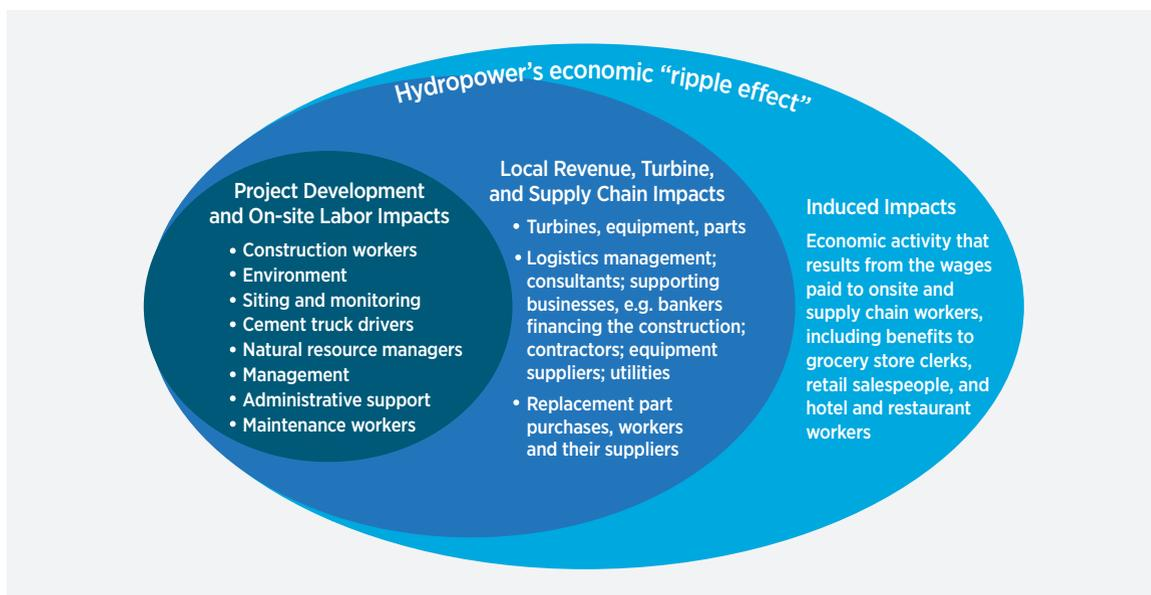 Hydropower’s economic “ripple effect”
Project Development
and On-site Labor Impacts
• Construction workers
• Environment
• Siting and monitoring
• Cement truck drivers
• Natural resource managers
• Management
• Administrative support
• Maintenance workers
Local Revenue, Turbine,
and Supply Chain Impacts
• Turbines, equipment, parts
• Logistics management;
consultants; supporting
businesses, e.g. bankers
financing the construction;
contractors; equipment
suppliers; utilities
• Replacement part
purchases, workers
and their suppliers
Induced Impacts
Economic activity that
results from the wages
paid to onsite and
supply chain workers,
including benefits to
grocery store clerks,
retail salespeople, and
hotel and restaurant
workers